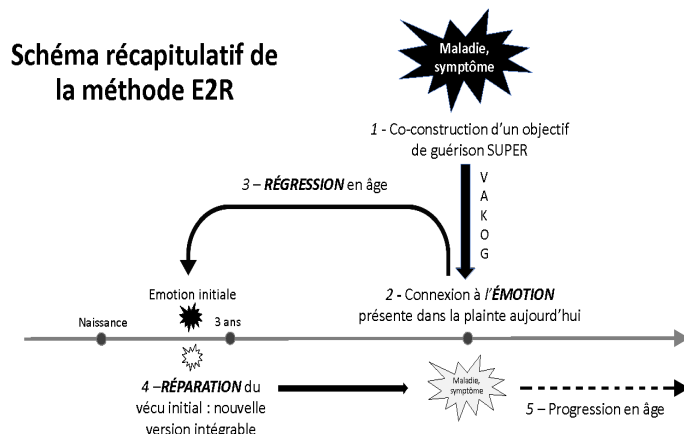 Schéma récapitulatif de
la méthode E2R
Maladie,
symptôme
1 - Co-construction d'un objectif
de guérison SUPER
V
A
K
O
G
3 – RÉGRESSION en âge
2 - Connexion à l'ÉMOTION
présente dans la plainte aujourd'hui
Emotion initiale
Naissance
3 ans
4 –RÉPARATION du
vécu initial : nouvelle
version intégrable
Maladie,
symptôme
5 – Progression en âge